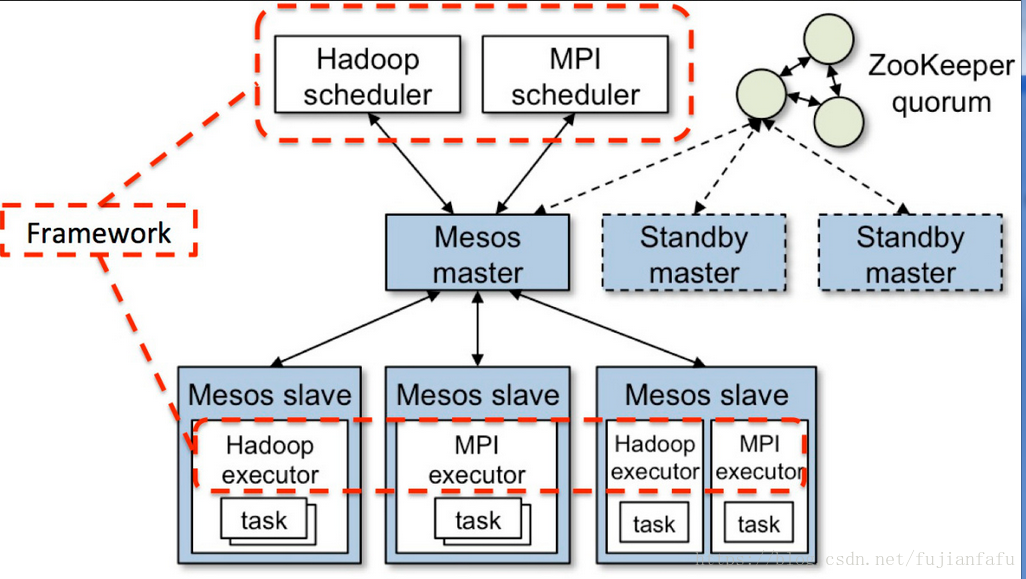 Hadoop
scheduler
MPI
scheduler
ZooKeeper
quorum
Framework
Mesos
master
Standby
master
Standby
master
Mesos slave
Mesos slave
Mesos slave
Hadoop
executor
MPI
executor
Hadoop
executor
MPI
executor
task
task
task
task
https://blog.csdn.net/fujianfafu